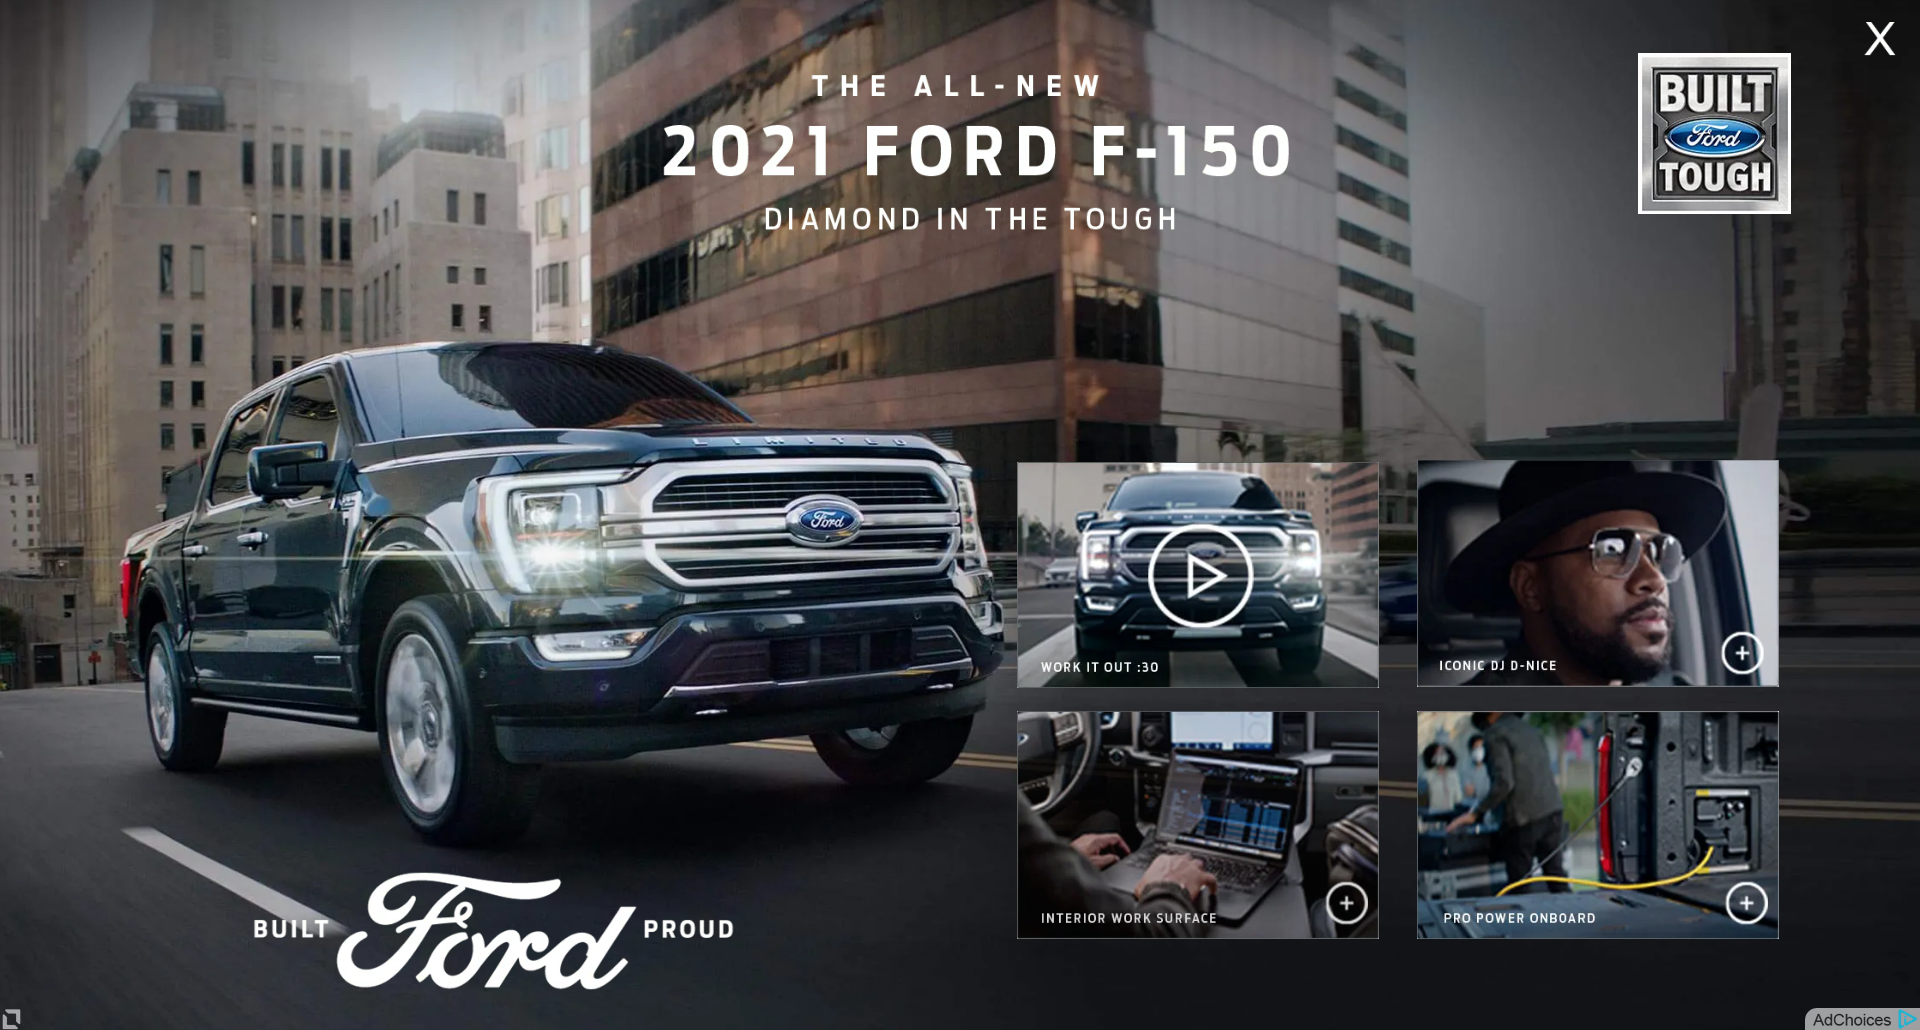 X
THE ALL-NEW
2021 FORD F-150
DIAMOND IN THE TOUGH
BUILT
Ford
TOUGH
LIMITED
Ford
WORK IT OUT :30
ICONIC DJ D-NICE
INTERIOR WORK SURFACE
PRO POWER ONBOARD
BUILT Ford PROUD
AdChoices